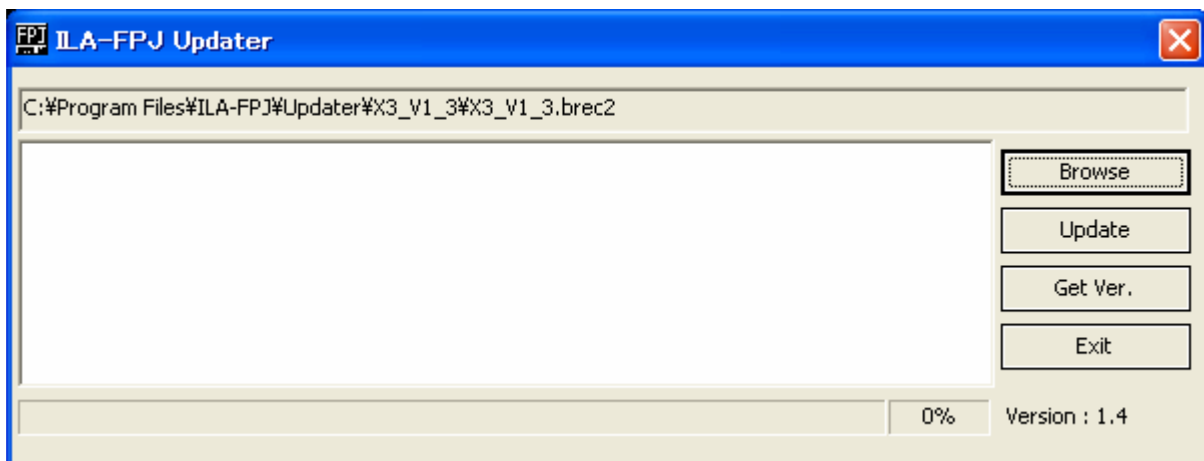 FPJ ILA-FPJ Updater
C:¥Program Files¥ILA-FPJ¥Updater¥X3_V1_3¥X3_V1_3.brec2
Browse
Update
Get Ver.
Exit
0% Version : 1.4